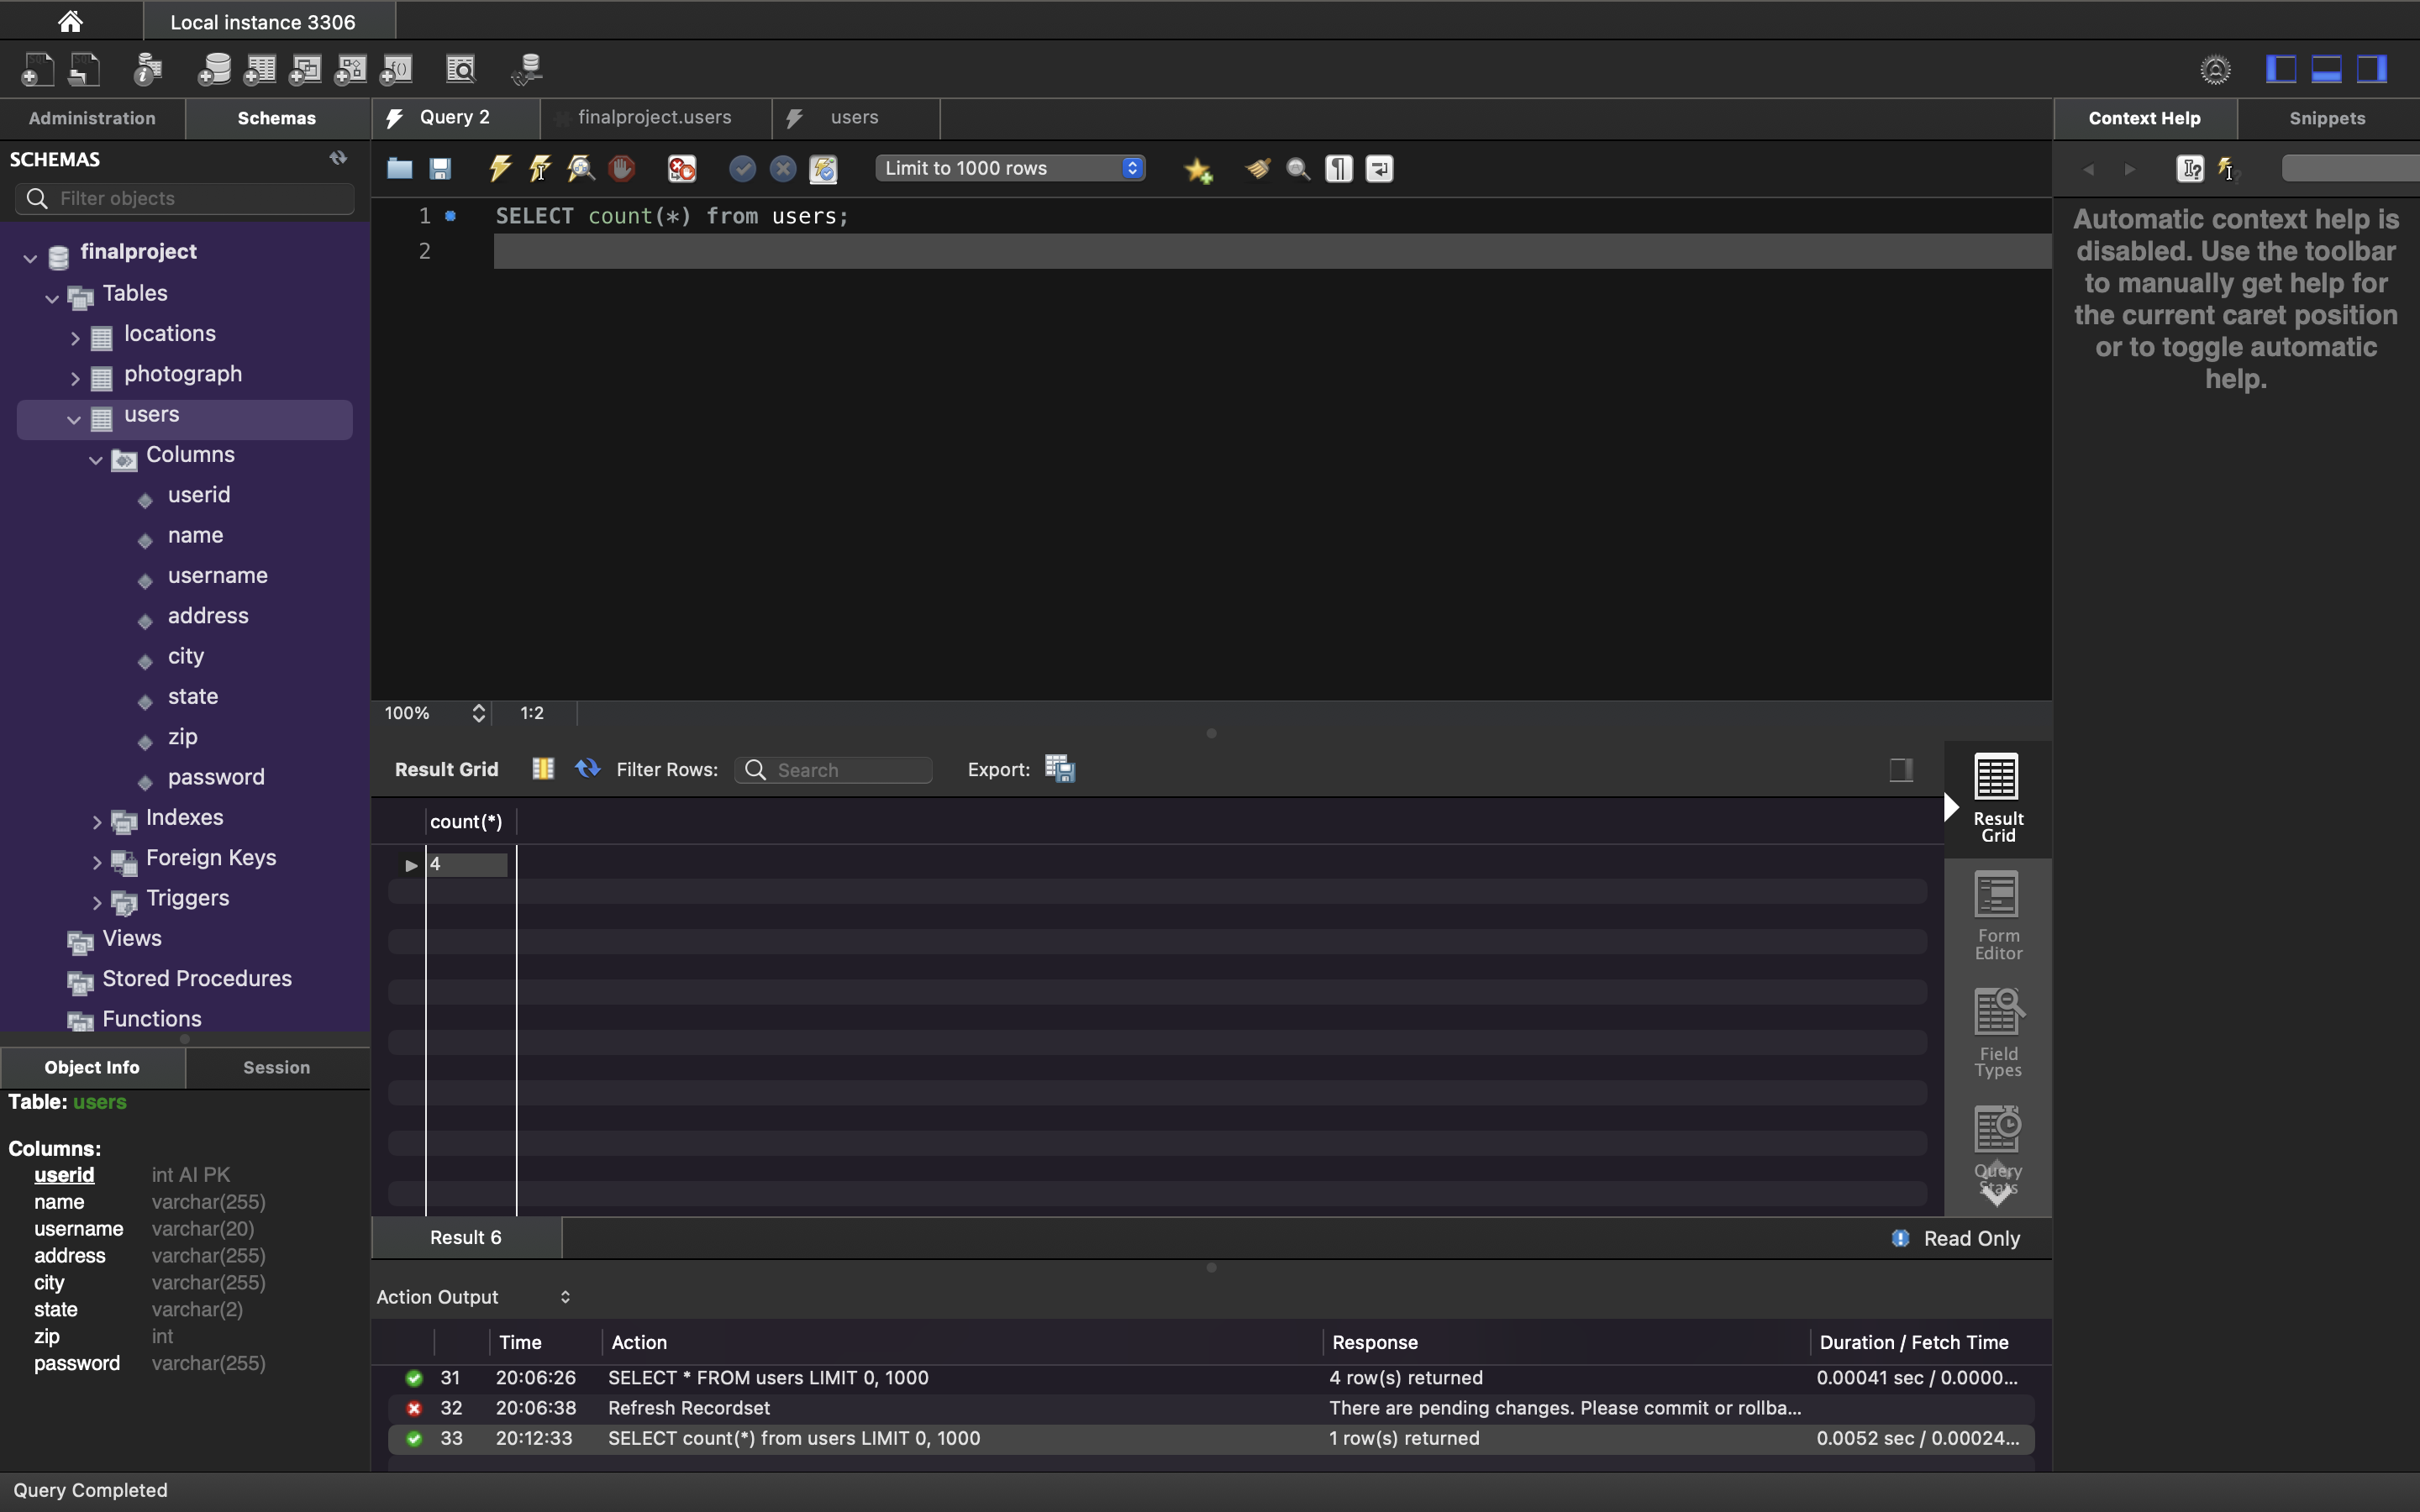 Local instance 3306
Administration
Schemas
Query 2
finalproject.users
users
Context Help
Snippets
SCHEMAS
Filter objects
Limit to 1000 rows
finalproject
Tables
locations
photograph
users
Columns
userid
name
username
address
city
state
zip
password
Indexes
Foreign Keys
Triggers
Views
Stored Procedures
Functions
1 SELECT count(*) from users;
2
Automatic context help is
disabled. Use the toolbar
to manually get help for
the current caret position
or to toggle automatic
help.
100% 1:2
Result Grid Filter Rows: Search Export:
count(*)
4
Result
Grid
Form
Editor
Field
Types
Query
Stats
Result 6
Read Only
Object Info
Session
Table: users
Columns:
userid int AI PK
name varchar(255)
username varchar(20)
address varchar(255)
city varchar(255)
state varchar(2)
zip int
password varchar(255)
Action Output
Time Action Response Duration / Fetch Time
31 20:06:26 SELECT * FROM users LIMIT 0, 1000 4 row(s) returned 0.00041 sec / 0.0000...
32 20:06:38 Refresh Recordset There are pending changes. Please commit or rollba...
33 20:12:33 SELECT count(*) from users LIMIT 0, 1000 1 row(s) returned 0.0052 sec / 0.00024...
Query Completed